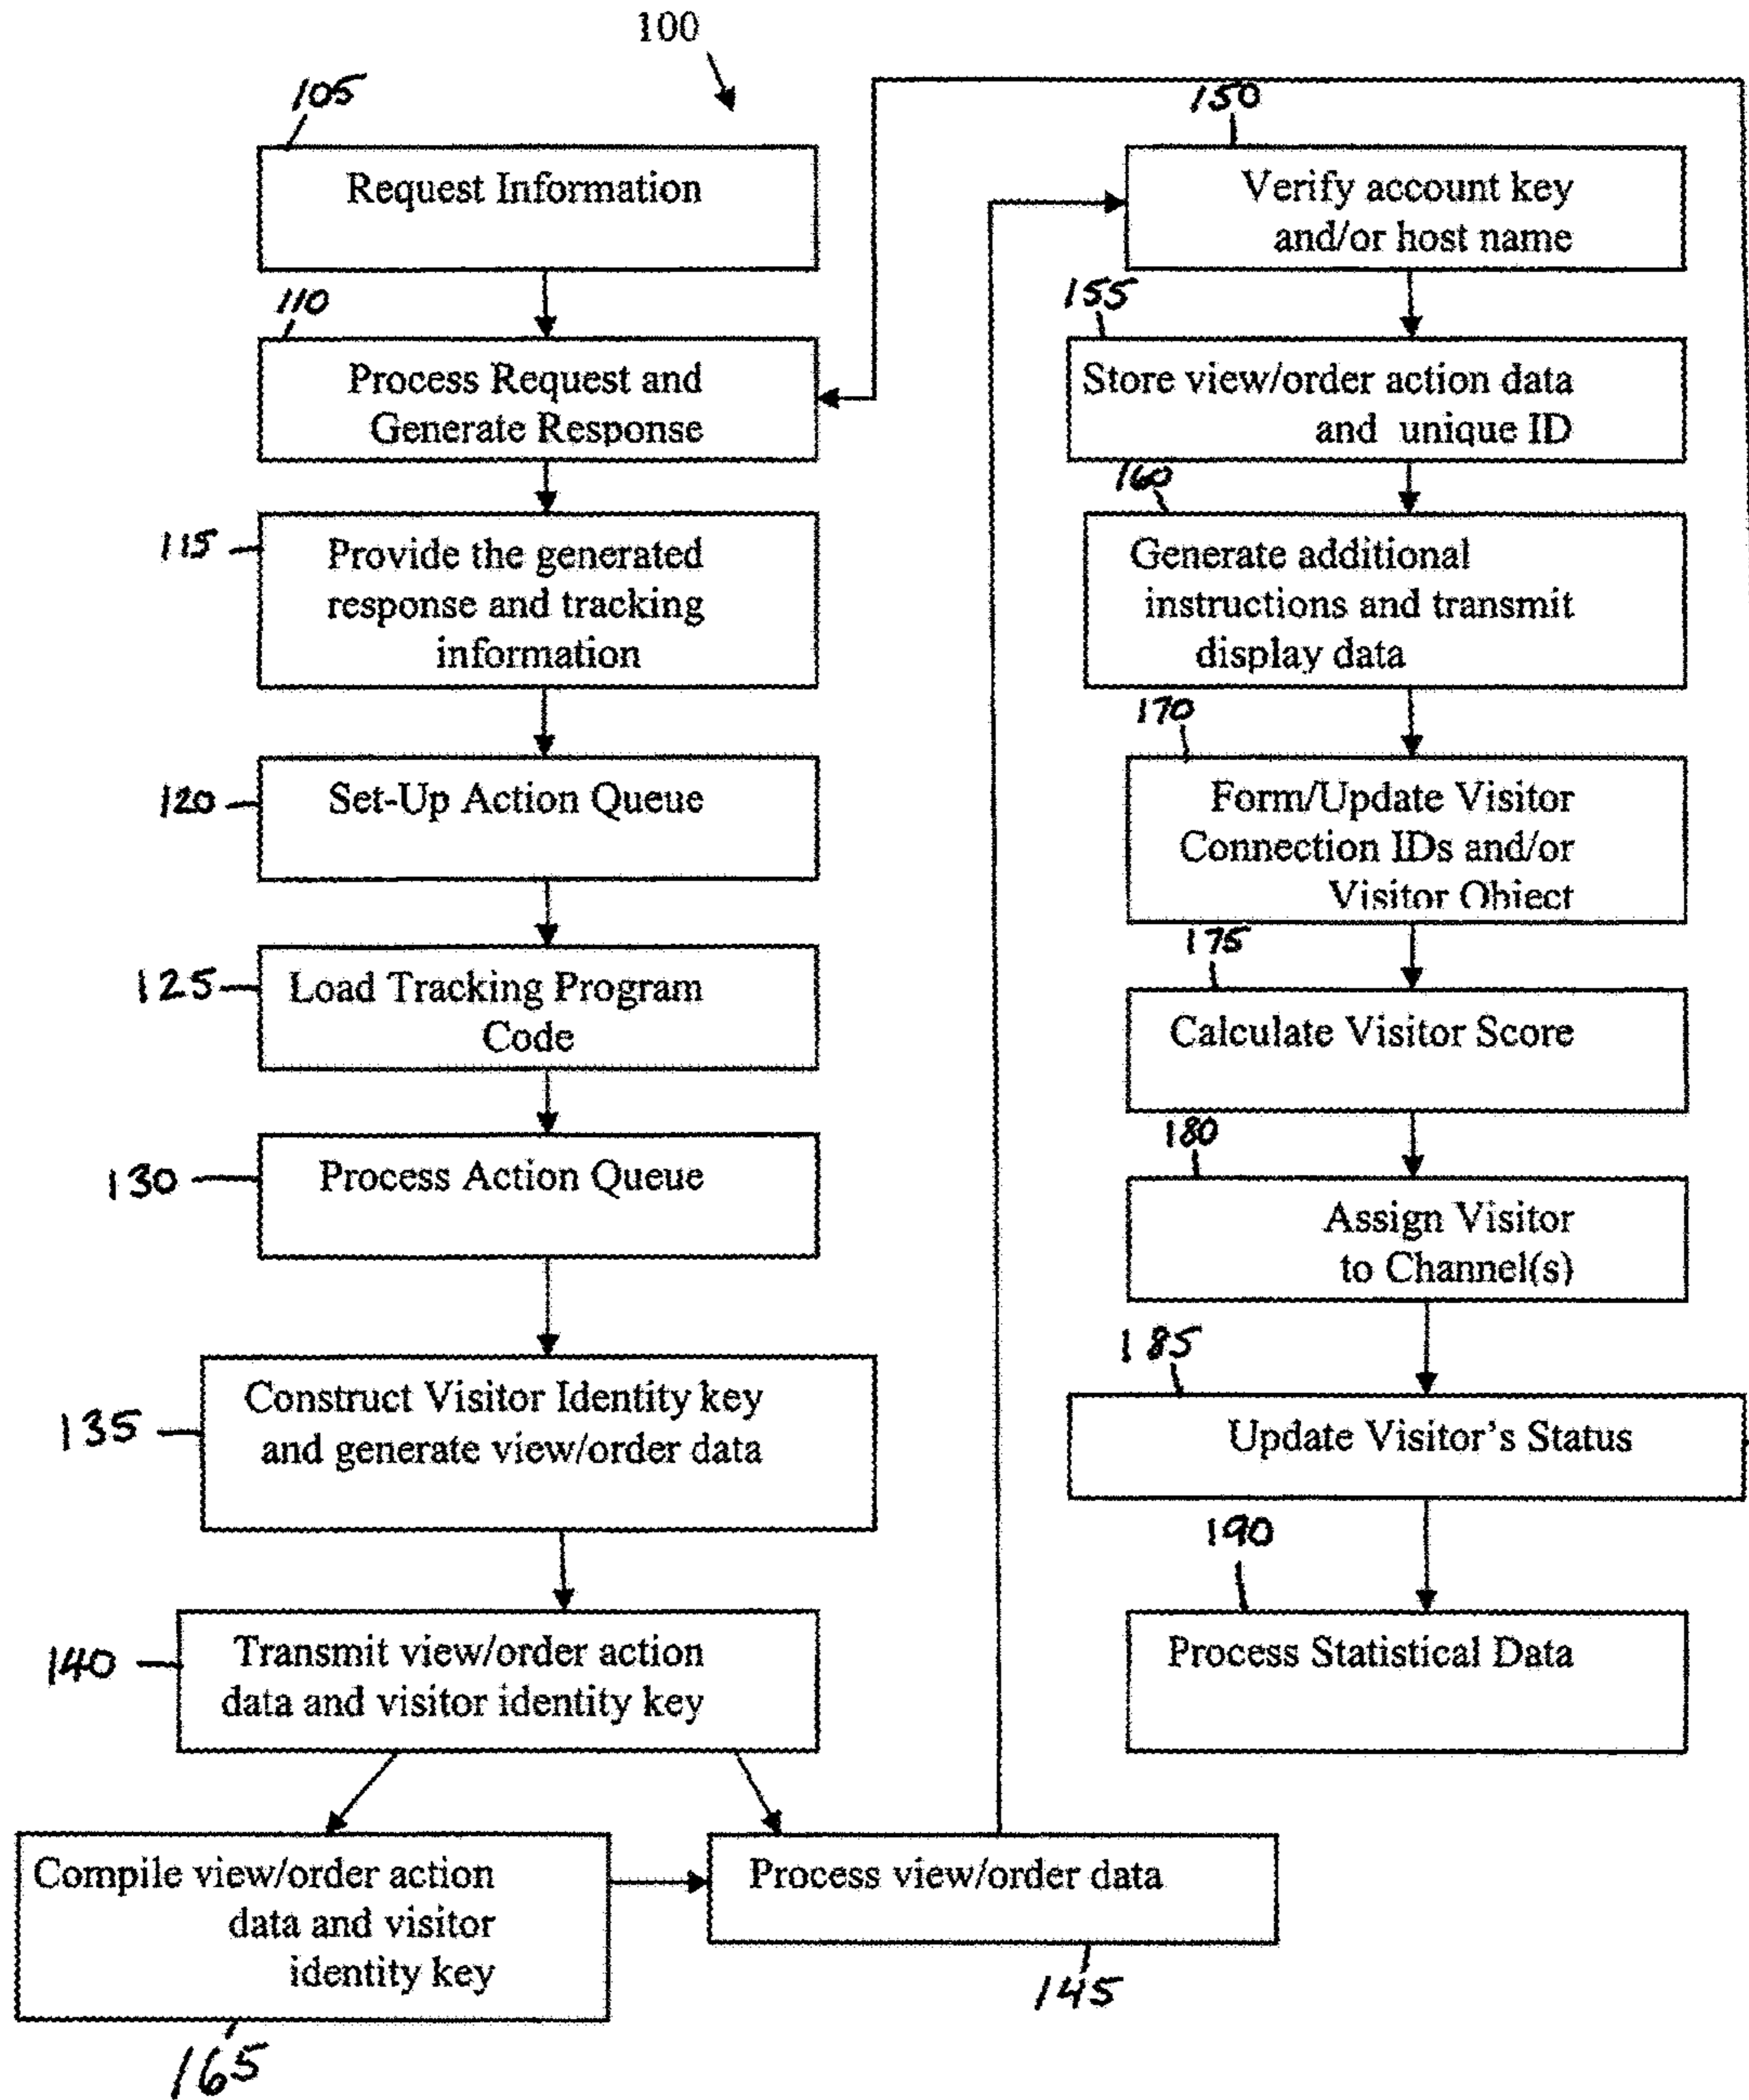 100
105
Request Information
110
Process Request and
Generate Response
115
Provide the generated
response and tracking
information
120
Set-Up Action Queue
125
Load Tracking Program
Code
130
Process Action Queue
135
Construct Visitor Identity key
and generate view/order data
140
Transmit view/order action
data and visitor identity key
Compile view/order action
data and visitor
identity key
165
Process view/order data
145
150
Verify account key
and/or host name
155
Store view/order action data
and unique ID
160
Generate additional
instructions and transmit
display data
170
Form/Update Visitor
Connection IDs and/or
Visitor Object
175
Calculate Visitor Score
180
Assign Visitor
to Channel(s)
185
Update Visitor's Status
190
Process Statistical Data